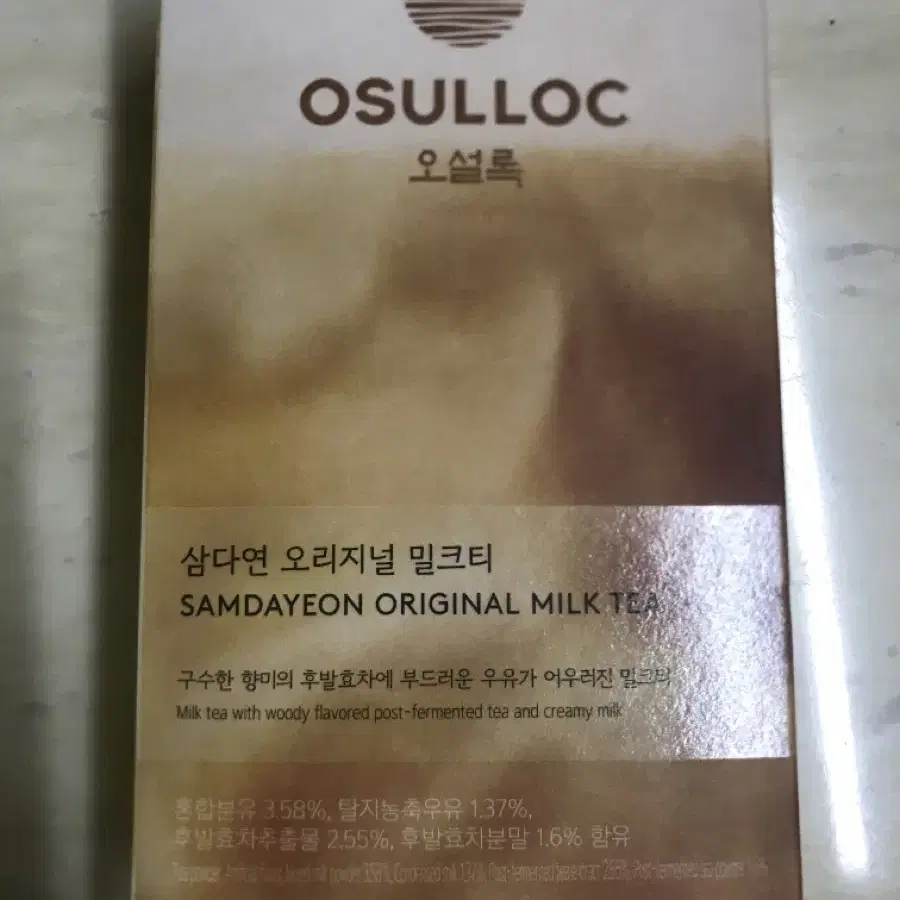 OSULLOC
오설록
삼다연 오리지널 밀크티
SAMDAYEON ORIGINAL MILK TEA
구수한 향미의 후발효차에 부드러운 우유가 어우러진 밀크티
Milk tea with woody flavored post-fermented tea and creamy milk
혼합분유 3.58%, 탈지농축우유 1.37%,
후발효차추출물 2.55%, 후발효차분말 1.6% 함유